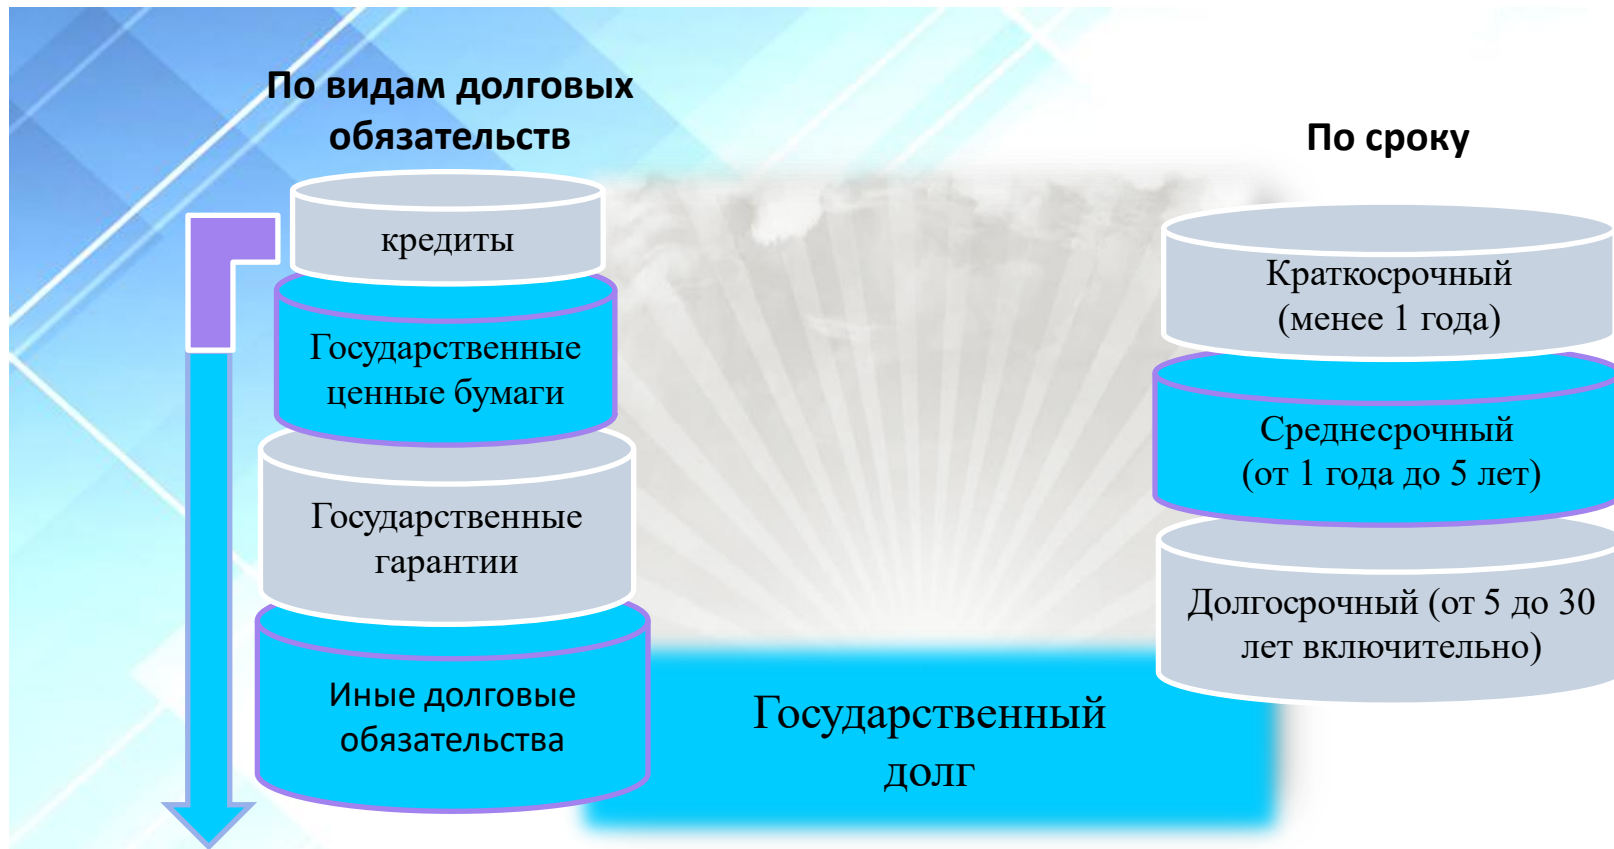 По видам долговых
обязательств
кредиты
Государственные
ценные бумаги
Государственные
гарантии
Иные долговые
обязательства
Государственный
долг
По сроку
Краткосрочный
(менее 1 года)
Среднесрочный
(от 1 года до 5 лет)
Долгосрочный (от 5 до 30
лет включительно)